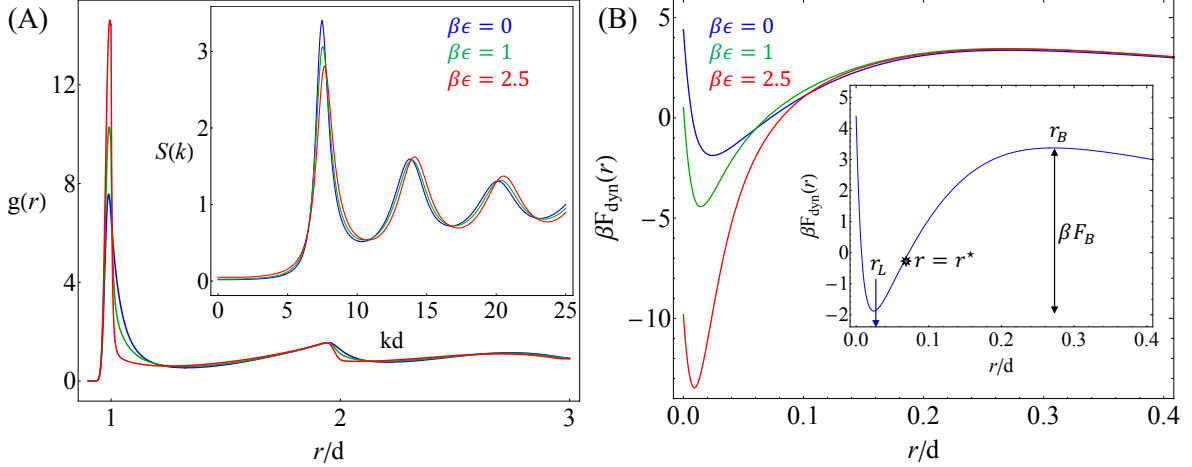 (A)
g(r)
12
8
4
0
1
2
3
r/d
S(k)
3
2
1
0
0
5
10
15
20
25
kd
βϵ = 0
βϵ = 1
βϵ = 2.5
(B)
βF_dyn(r)
5
0
−5
−10
0.0
0.1
0.2
0.3
0.4
r/d
βϵ = 0
βϵ = 1
βϵ = 2.5
βF_dyn(r)
4
3
2
1
0
−1
−2
0.0
0.1
0.2
0.3
0.4
r/d
r_L
r = r⋆
r_B
βF_B